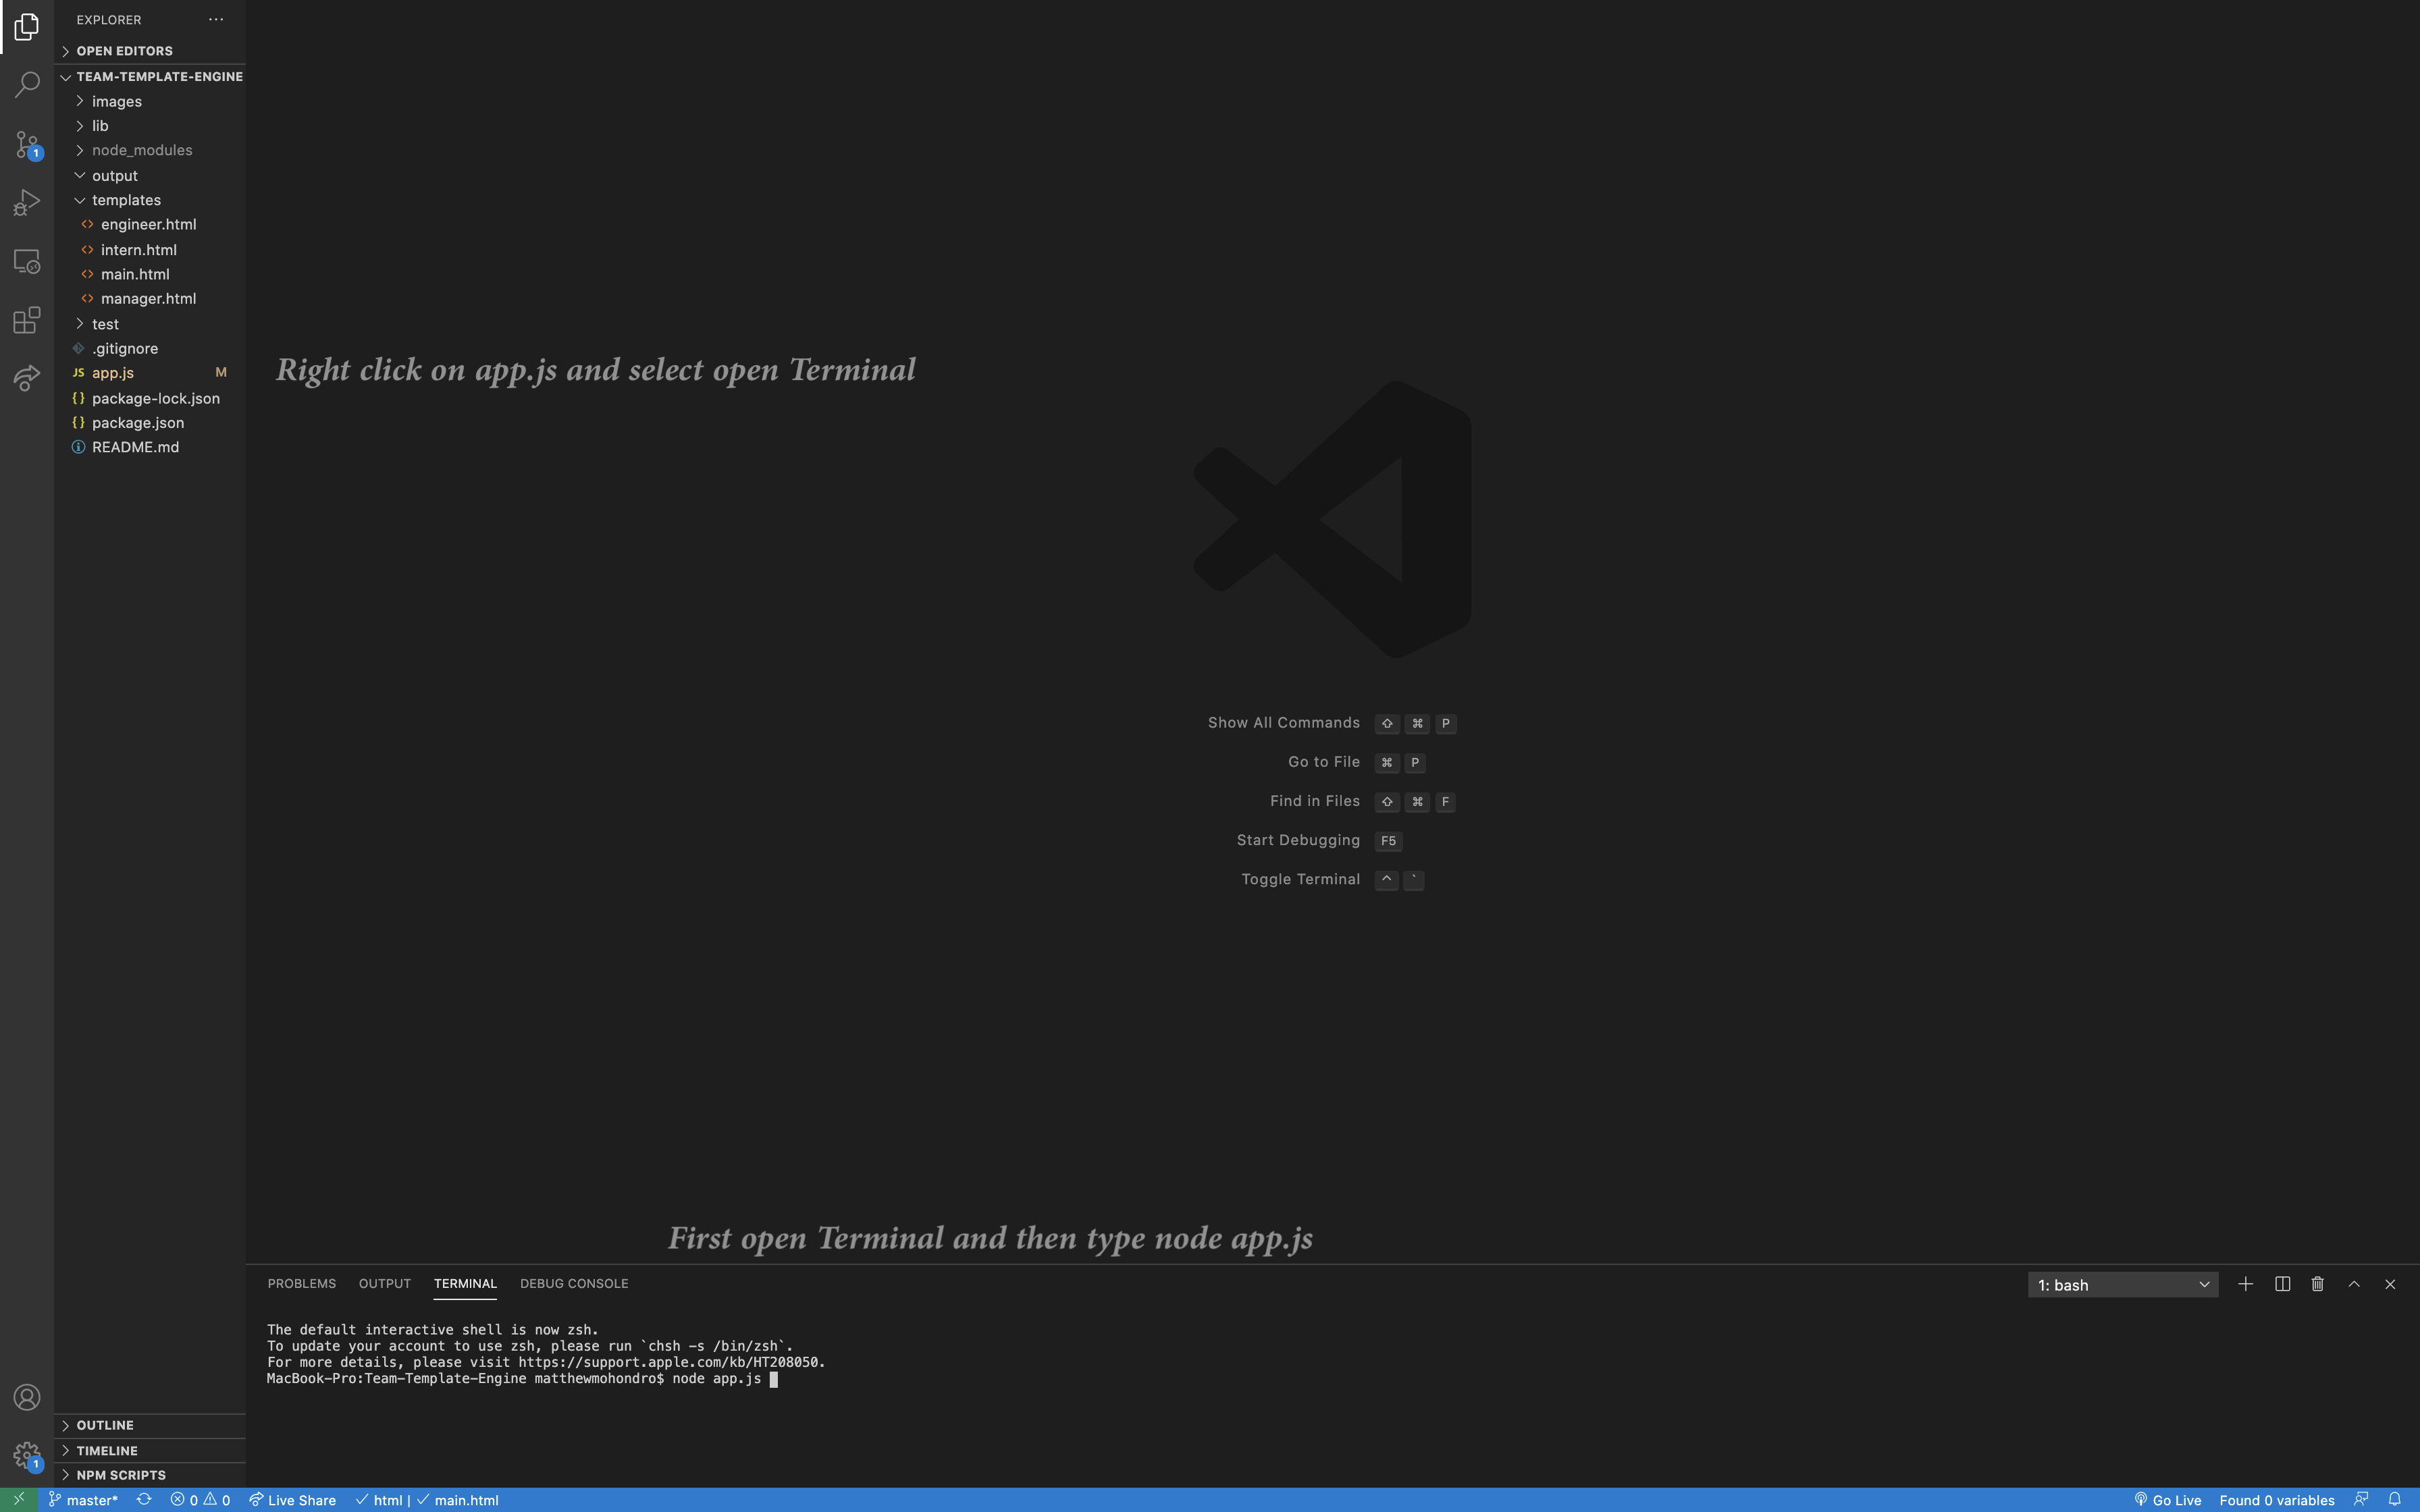 EXPLORER
OPEN EDITORS
TEAM-TEMPLATE-ENGINE
images
lib
node_modules
1
output
templates
engineer.html
intern.html
main.html
manager.html
test
.gitignore
JS app.js M
{} package-lock.json
{} package.json
README.md
Right click on app.js and select open Terminal
Show All Commands ⇧ ⌘ P
Go to File ⌘ P
Find in Files ⇧ ⌘ F
Start Debugging F5
Toggle Terminal ^ `
First open Terminal and then type node app.js
PROBLEMS OUTPUT TERMINAL DEBUG CONSOLE 1: bash
The default interactive shell is now zsh.
To update your account to use zsh, please run `chsh -s /bin/zsh`.
For more details, please visit https://support.apple.com/kb/HT208050.
MacBook-Pro:Team-Template-Engine matthewmohondro$ node app.js
OUTLINE
TIMELINE
1
NPM SCRIPTS
master* 0 0 Live Share html | main.html Go Live Found 0 variables